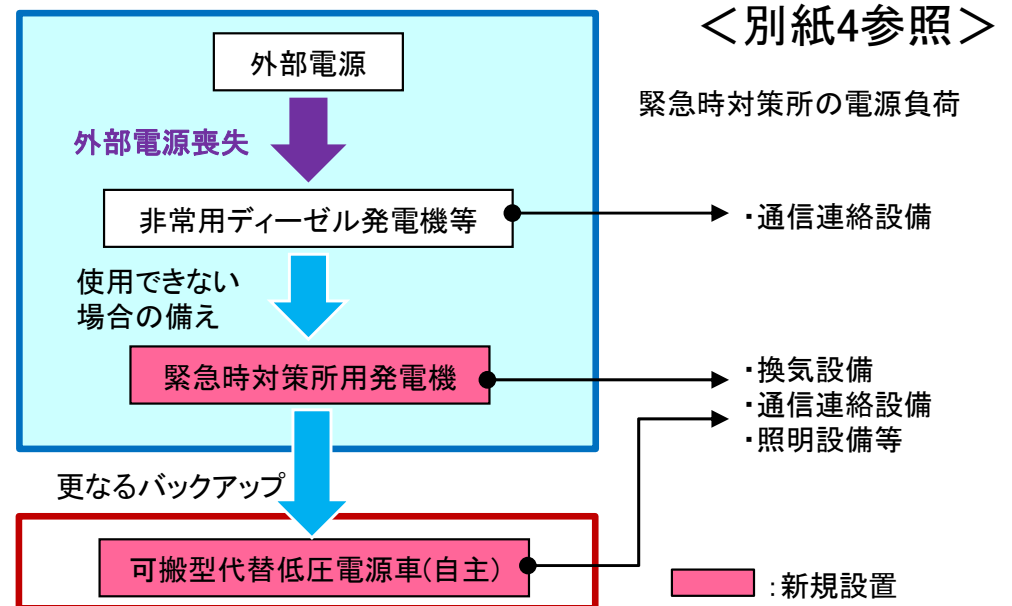 ＜別紙4参照＞
外部電源
緊急時対策所の電源負荷
外部電源喪失
非常用ディーゼル発電機等
・通信連絡設備
使用できない
場合の備え
緊急時対策所用発電機
・換気設備
・通信連絡設備
・照明設備等
更なるバックアップ
可搬型代替低圧電源車(自主)
：新規設置